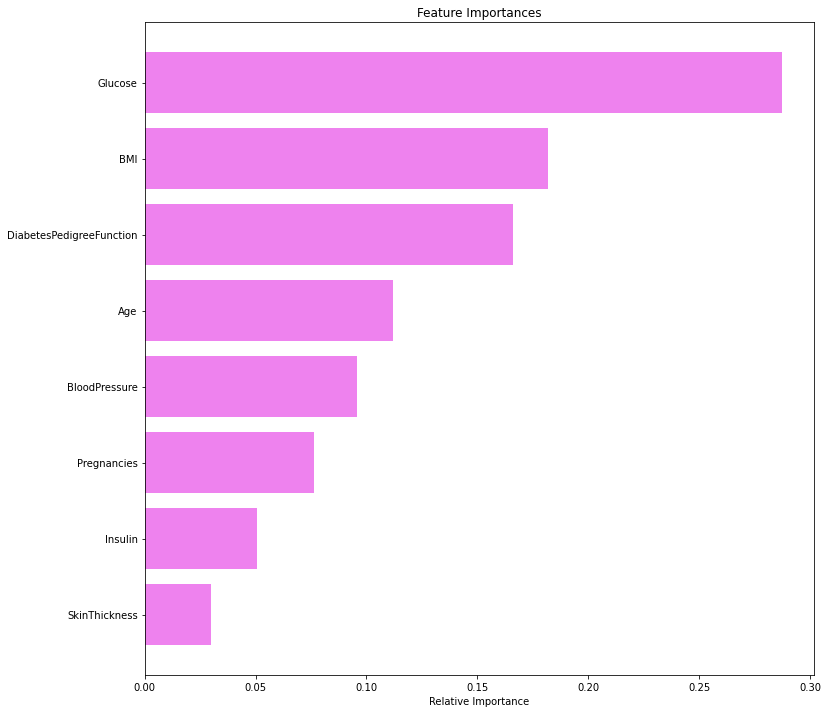 Feature Importances
Glucose
BMI
DiabetesPedigreeFunction
Age
BloodPressure
Pregnancies
Insulin
SkinThickness
0.00 0.05 0.10 0.15 0.20 0.25 0.30
Relative Importance